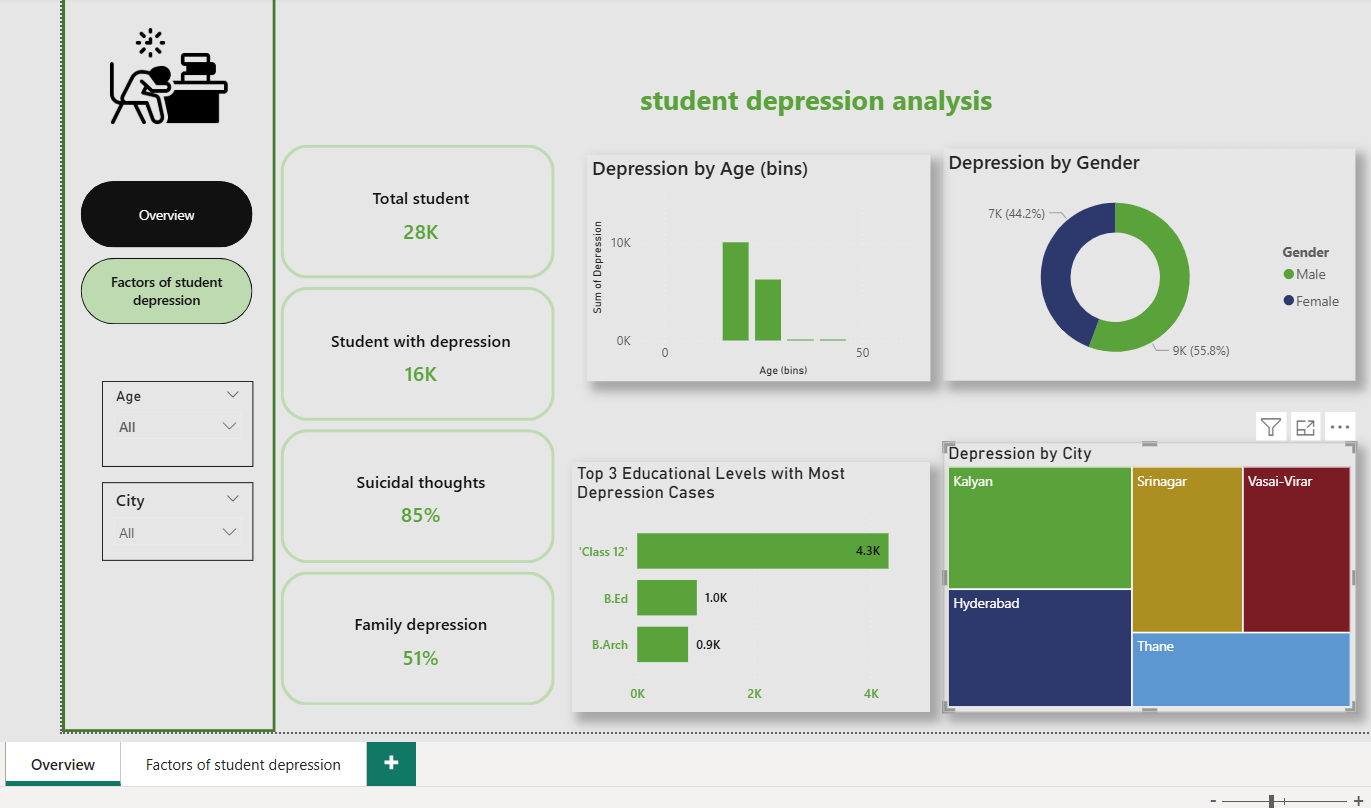 student depression analysis
Overview
Factors of student
depression
Age
All
City
All
Total student
28K
Student with depression
16K
Suicidal thoughts
85%
Family depression
51%
Depression by Age (bins)
Sum of Depression
10K
0K
0
50
Age (bins)
Depression by Gender
7K (44.2%)
9K (55.8%)
Gender
Male
Female
Top 3 Educational Levels with Most
Depression Cases
'Class 12'
4.3K
B.Ed
1.0K
B.Arch
0.9K
0K
2K
4K
Depression by City
Kalyan
Srinagar
Vasai-Virar
Hyderabad
Thane
Overview
Factors of student depression
+
- +